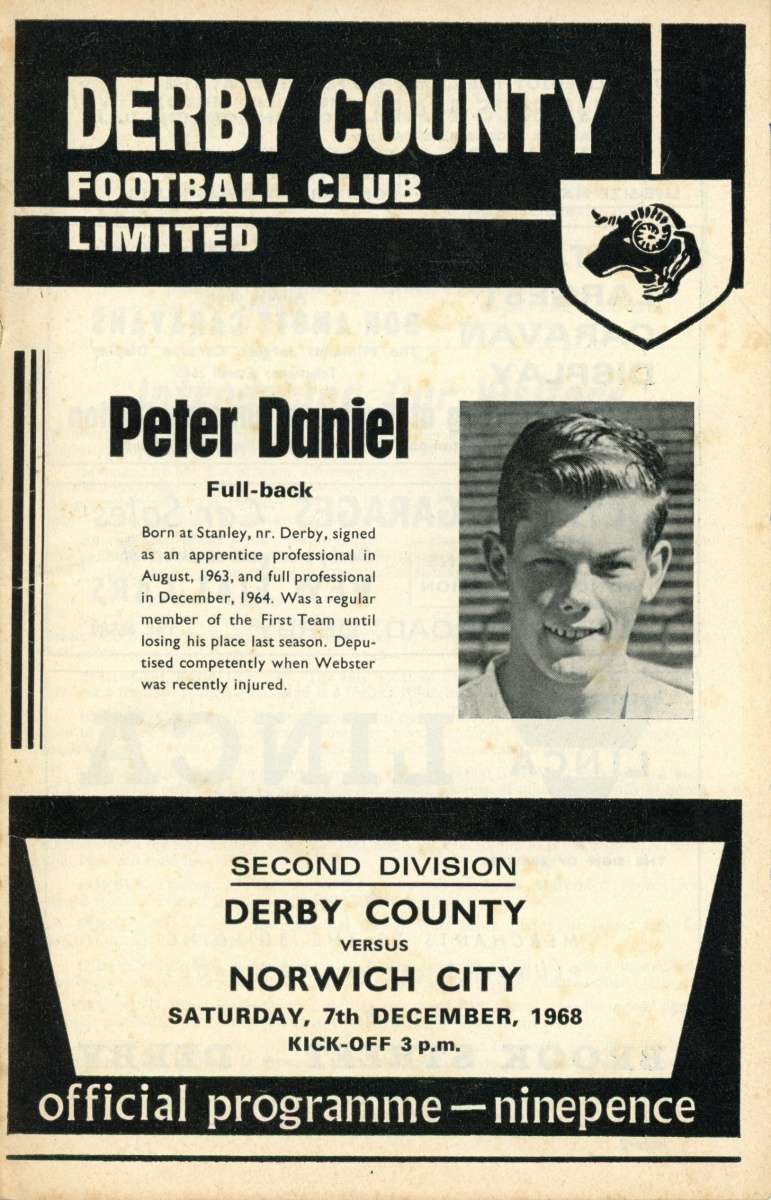 DERBY COUNTY
FOOTBALL CLUB
LIMITED
Peter Daniel
Full-back
Born at Stanley, nr. Derby, signed
as an apprentice professional in
August, 1963, and full professional
in December, 1964. Was a regular
member of the First Team until
losing his place last season. Depu-
tised competently when Webster
was recently injured.
SECOND DIVISION
DERBY COUNTY
VERSUS
NORWICH CITY
SATURDAY, 7th DECEMBER, 1968
KICK-OFF 3 p.m.
official programme—ninepence